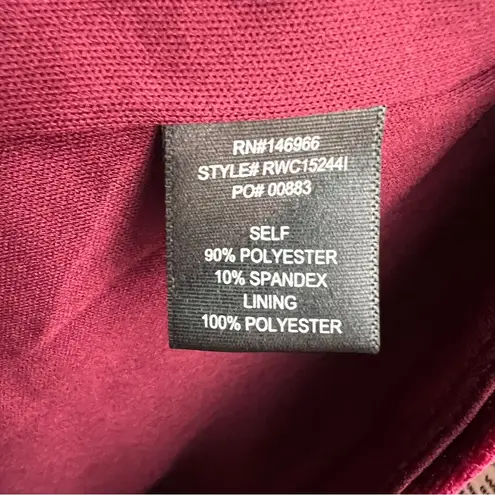 RN#146966
STYLE# RWC15244I
PO# 00883
SELF
90% POLYESTER
10% SPANDEX
LINING
100% POLYESTER